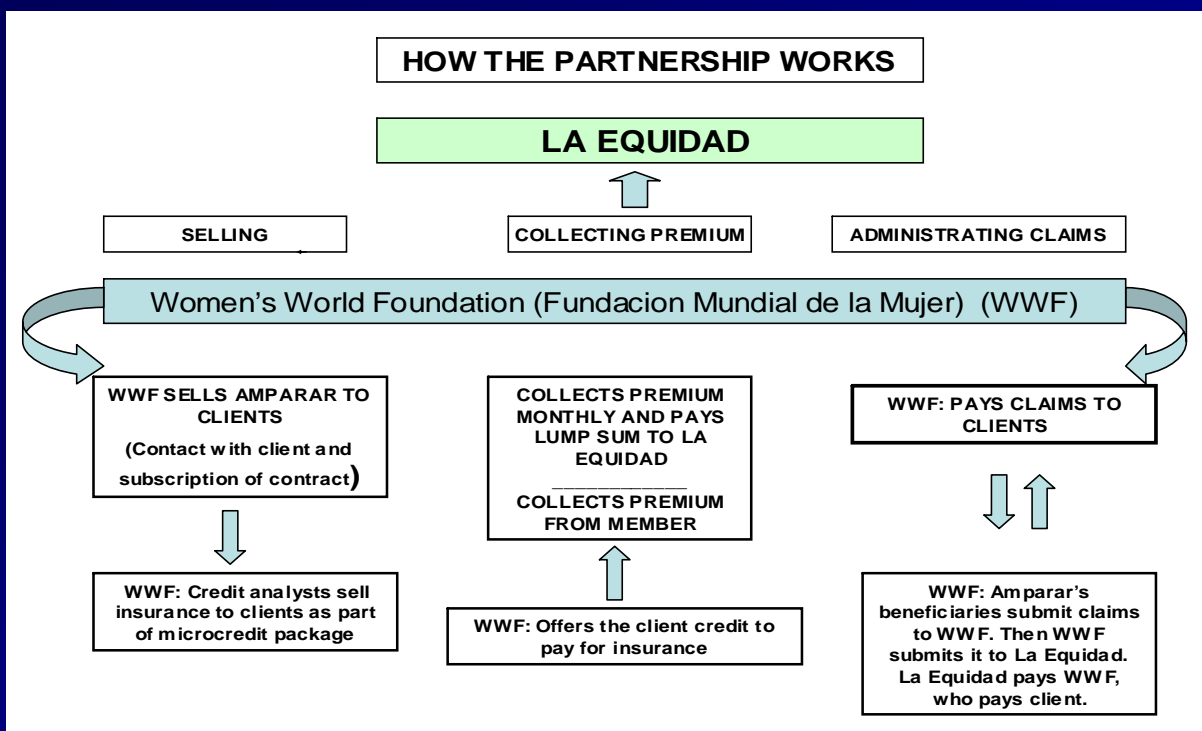 HOW THE PARTNERSHIP WORKS
LA EQUIDAD
SELLING
COLLECTING PREMIUM
ADMINISTRATING CLAIMS
Women's World Foundation (Fundacion Mundial de la Mujer) (WWF)
WWF SELLS AMPARAR TO
CLIENTS
(Contact with client and
subscription of contract)
WWF: Credit analysts sell
insurance to clients as part
of microcredit package
COLLECTS PREMIUM
MONTHLY AND PAYS
LUMP SUM TO LA
EQUIDAD
____________
COLLECTS PREMIUM
FROM MEMBER
WWF: Offers the client credit to
pay for insurance
WWF: PAYS CLAIMS TO
CLIENTS
WWF: Amparar's
beneficiaries submit claims
to WWF. Then WWF
submits it to La Equidad.
La Equidad pays WWF,
who pays client.